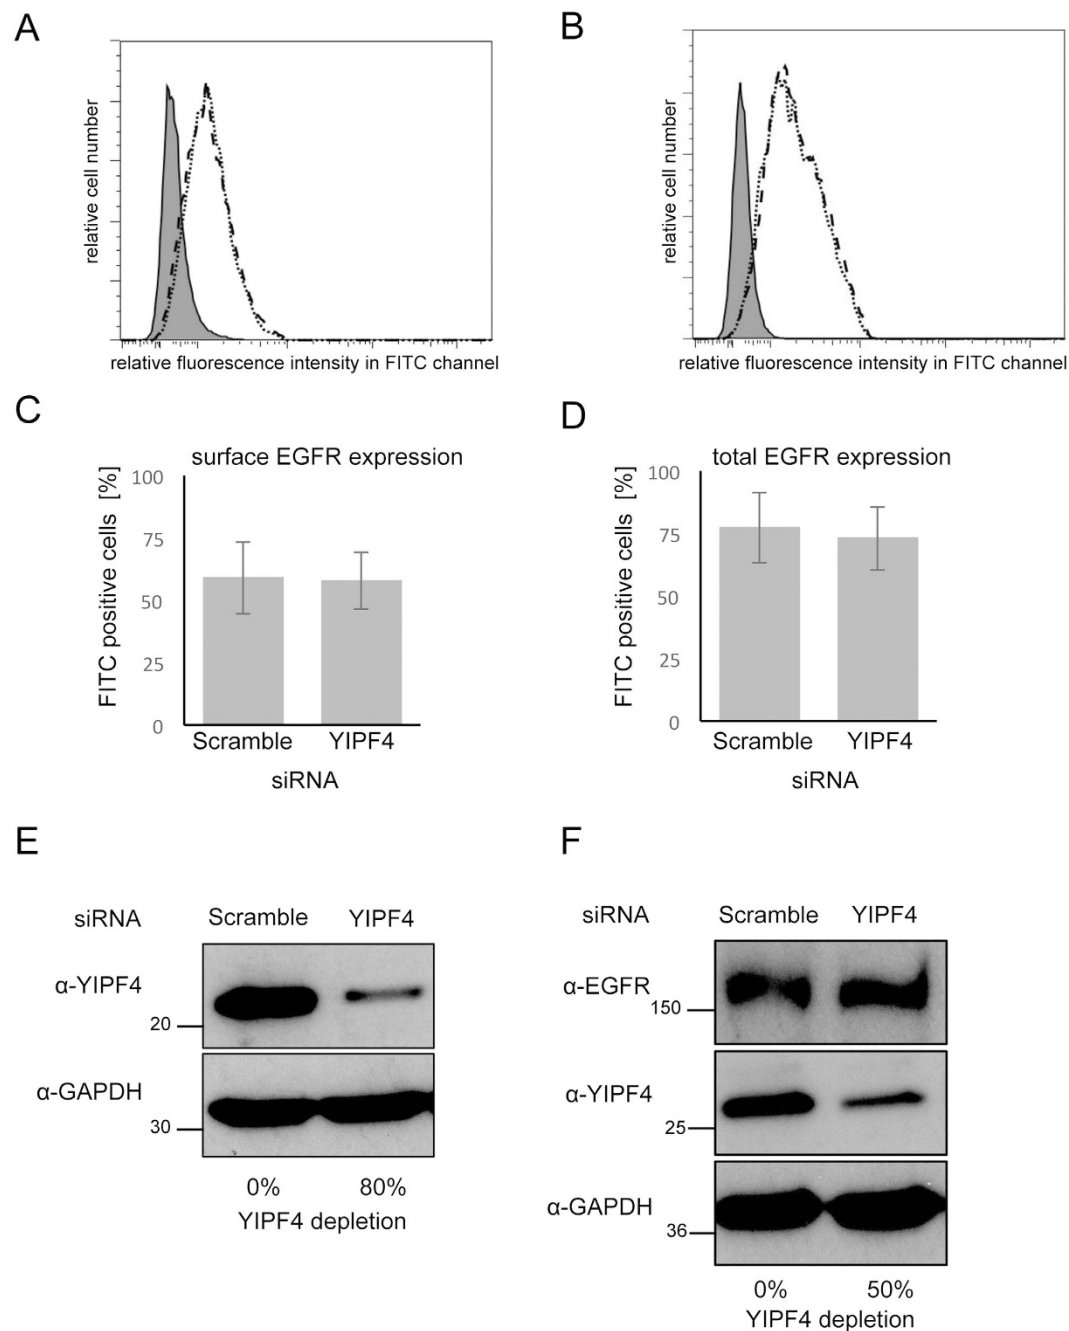 A
relative cell number
relative fluorescence intensity in FITC channel
B
relative cell number
relative fluorescence intensity in FITC channel
C
surface EGFR expression
FITC positive cells [%]
100
75
50
25
0
Scramble YIPF4
siRNA
D
total EGFR expression
FITC positive cells [%]
100
75
50
25
0
Scramble YIPF4
siRNA
E
siRNA Scramble YIPF4
α-YIPF4
20
α-GAPDH
30
0% 80%
YIPF4 depletion
F
siRNA Scramble YIPF4
α-EGFR
150
α-YIPF4
25
α-GAPDH
36
0% 50%
YIPF4 depletion